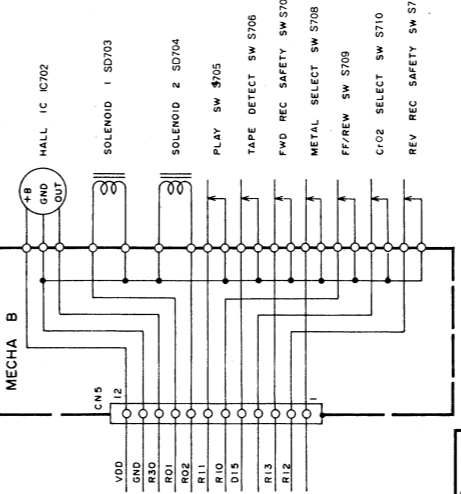 HALL IC IC702
SOLENOID 1 SD703
SOLENOID 2 SD704
PLAY SW S705
TAPE DETECT SW S706
FWD REC SAFETY SW S70
METAL SELECT SW S708
FF/REW SW S709
CrO2 SELECT SW S710
REV REC SAFETY SW S7
+B
GND
OUT
MECHA B
CN5
12
1
VDD
GND
R30
R01
R02
R11
R10
D15
R13
R12